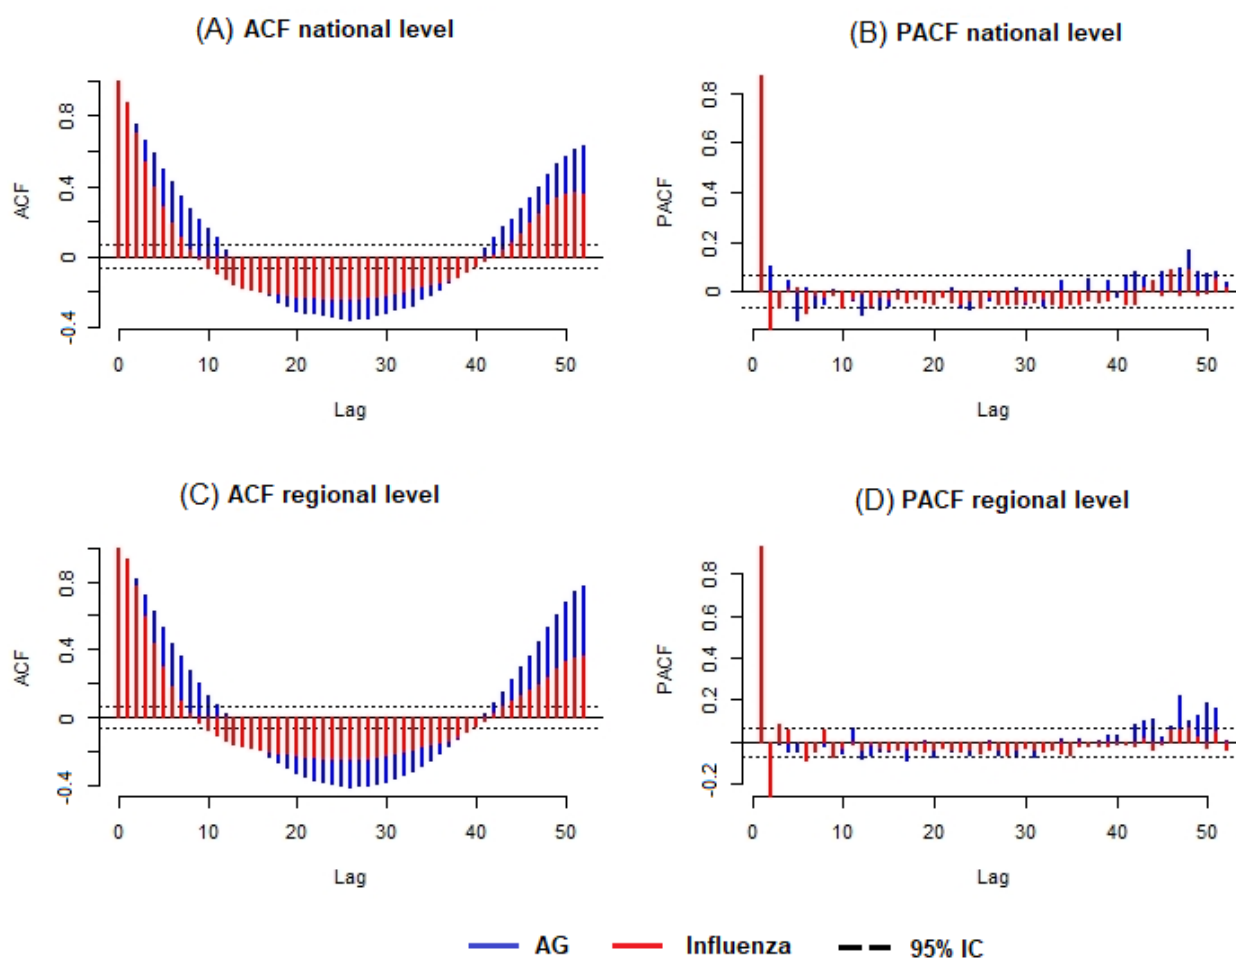 (A) ACF national level
ACF
0.8
0.4
0
-0.4
0 10 20 30 40 50
Lag
(B) PACF national level
PACF
0.8
0.6
0.4
0.2
0
0 10 20 30 40 50
Lag
(C) ACF regional level
ACF
0.8
0.4
0
-0.4
0 10 20 30 40 50
Lag
(D) PACF regional level
PACF
0.8
0.6
0.4
0.2
0
-0.2
0 10 20 30 40 50
Lag
AG Influenza 95% IC